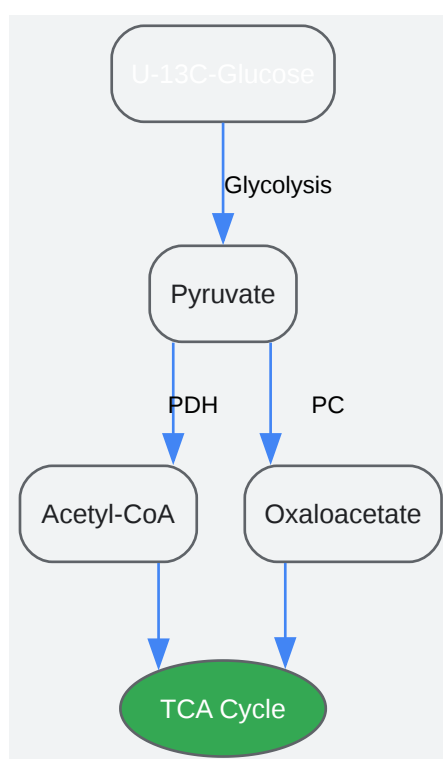 U-13C-Glucose
Glycolysis
Pyruvate
PDH
PC
Acetyl-CoA
Oxaloacetate
TCA Cycle